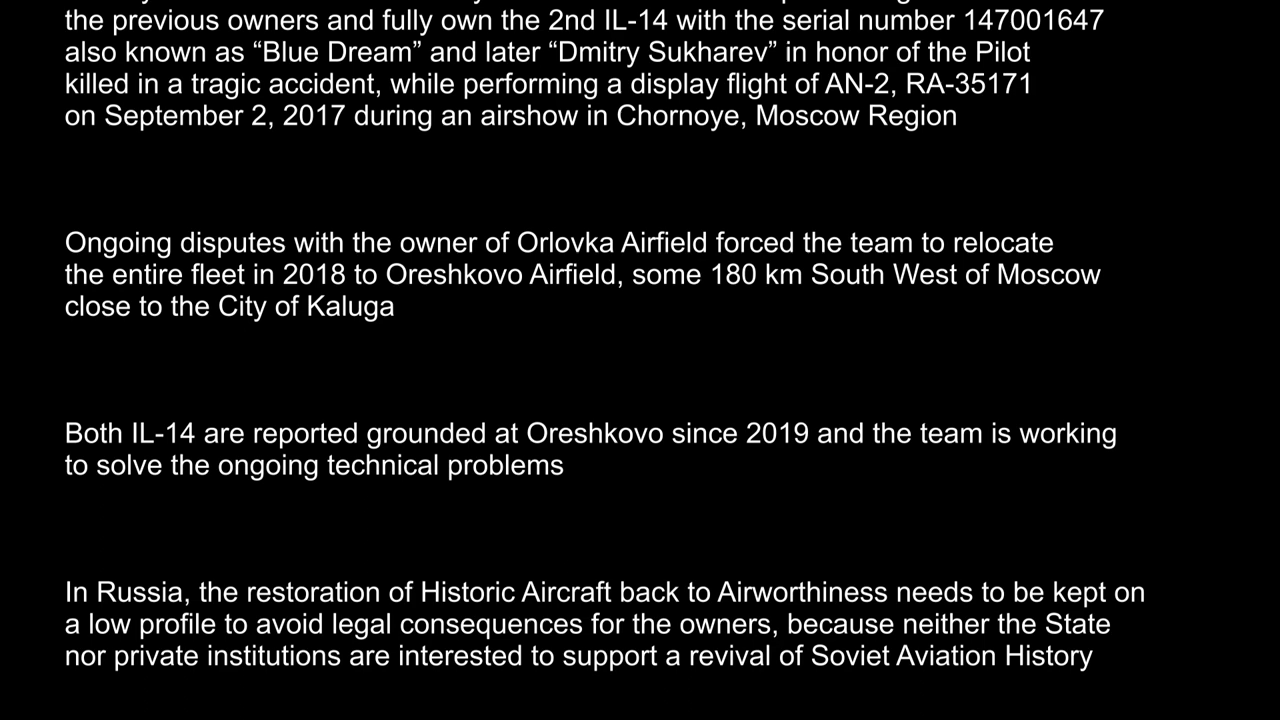 the previous owners and fully own the 2nd IL-14 with the serial number 147001647
also known as “Blue Dream” and later “Dmitry Sukharev” in honor of the Pilot
killed in a tragic accident, while performing a display flight of AN-2, RA-35171
on September 2, 2017 during an airshow in Chornoye, Moscow Region
Ongoing disputes with the owner of Orlovka Airfield forced the team to relocate
the entire fleet in 2018 to Oreshkovo Airfield, some 180 km South West of Moscow
close to the City of Kaluga
Both IL-14 are reported grounded at Oreshkovo since 2019 and the team is working
to solve the ongoing technical problems
In Russia, the restoration of Historic Aircraft back to Airworthiness needs to be kept on
a low profile to avoid legal consequences for the owners, because neither the State
nor private institutions are interested to support a revival of Soviet Aviation History